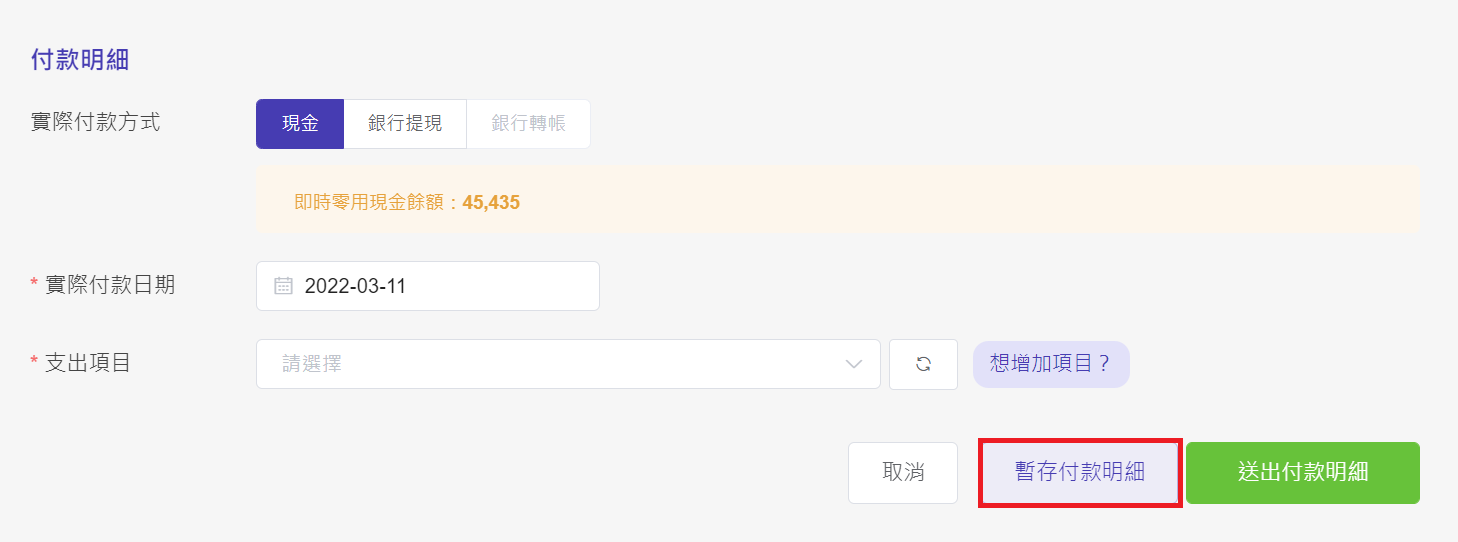 付款明細
實際付款方式 現金 銀行提現 銀行轉帳
即時零用現金餘額：45,435
* 實際付款日期 2022-03-11
* 支出項目 請選擇 想增加項目？
取消 暫存付款明細 送出付款明細